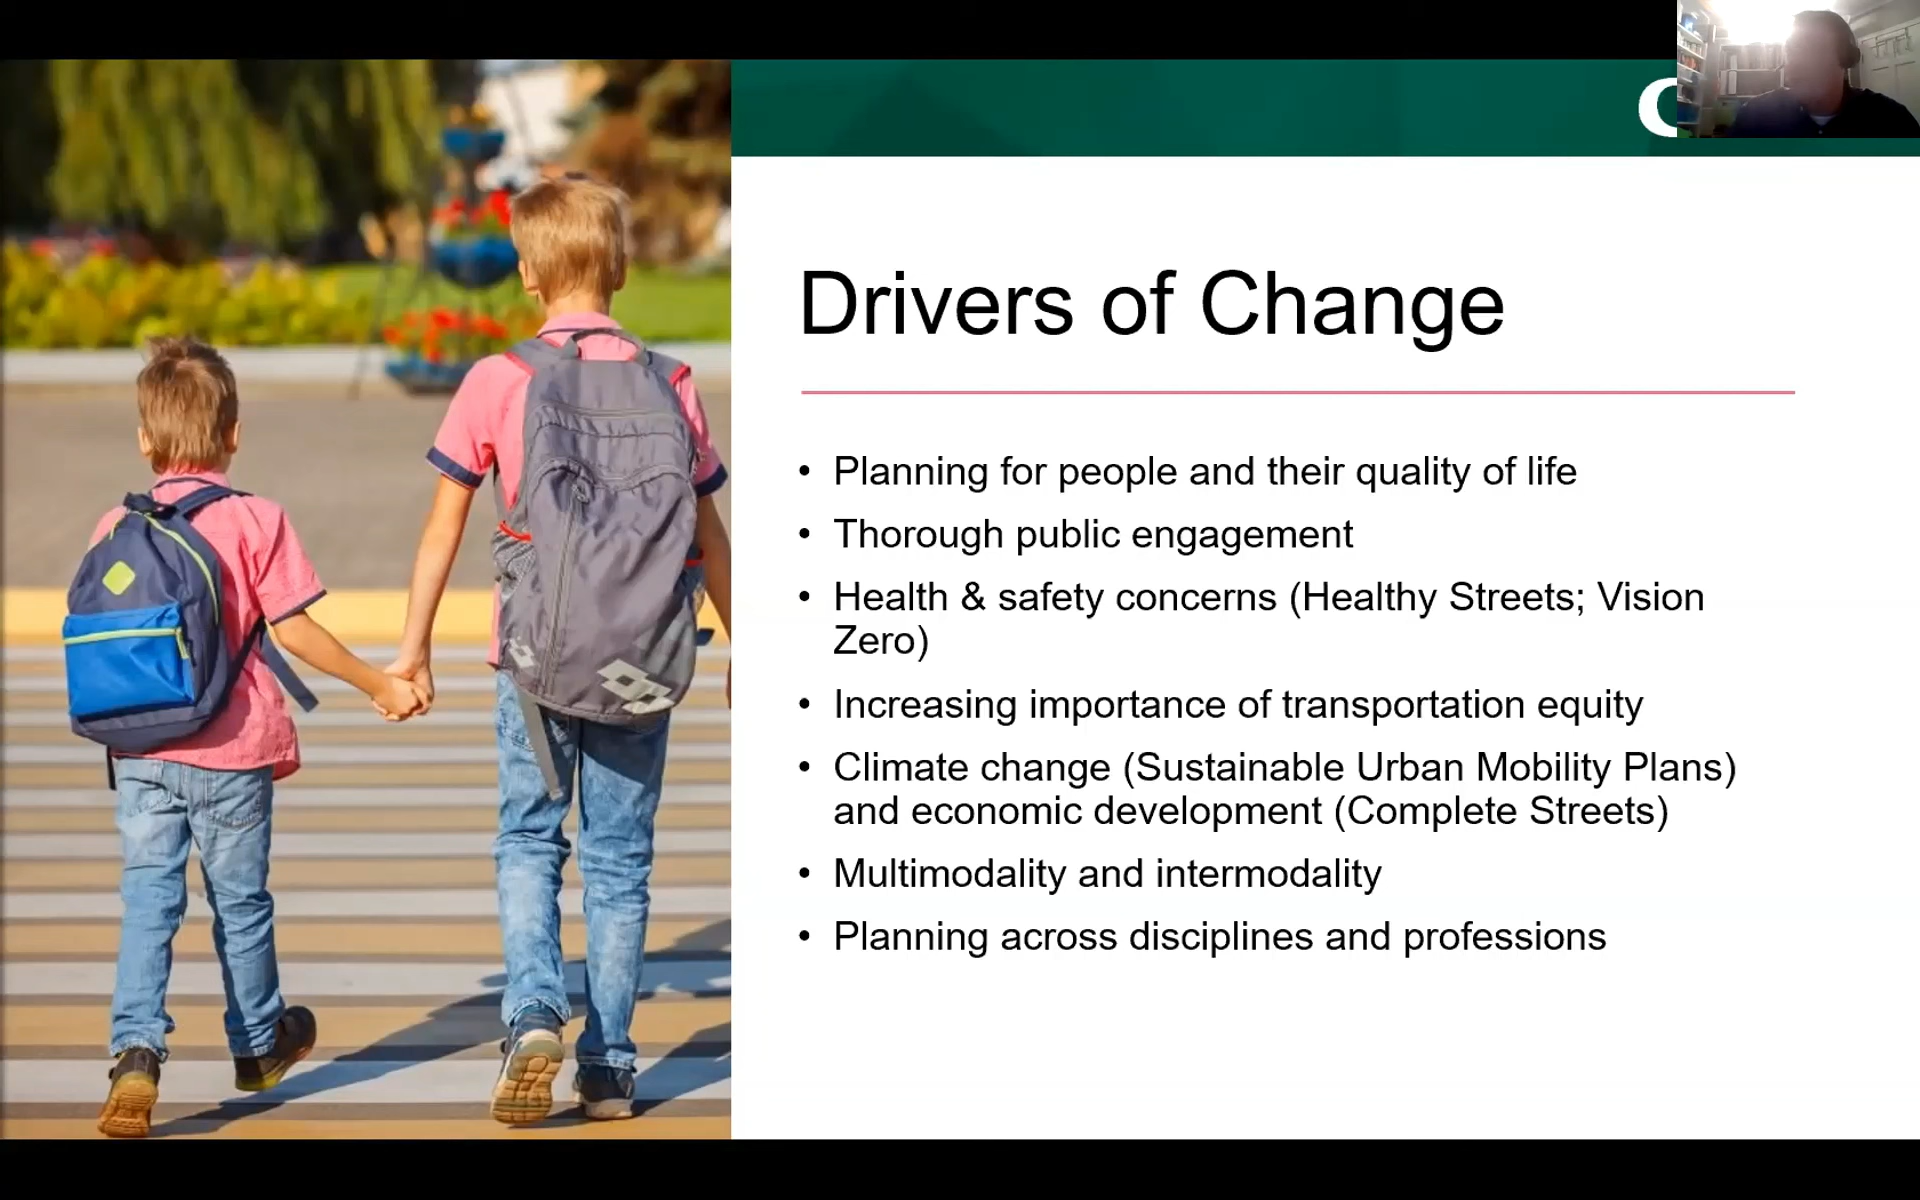 Drivers of Change
• Planning for people and their quality of life
• Thorough public engagement
• Health & safety concerns (Healthy Streets; Vision
Zero)
• Increasing importance of transportation equity
• Climate change (Sustainable Urban Mobility Plans)
and economic development (Complete Streets)
• Multimodality and intermodality
• Planning across disciplines and professions